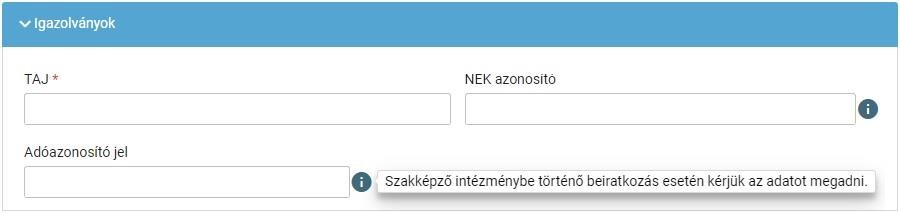 Igazolványok
TAJ *
NEK azonosító
Adóazonosító jel
Szakképző intézménybe történő beiratkozás esetén kérjük az adatot megadni.